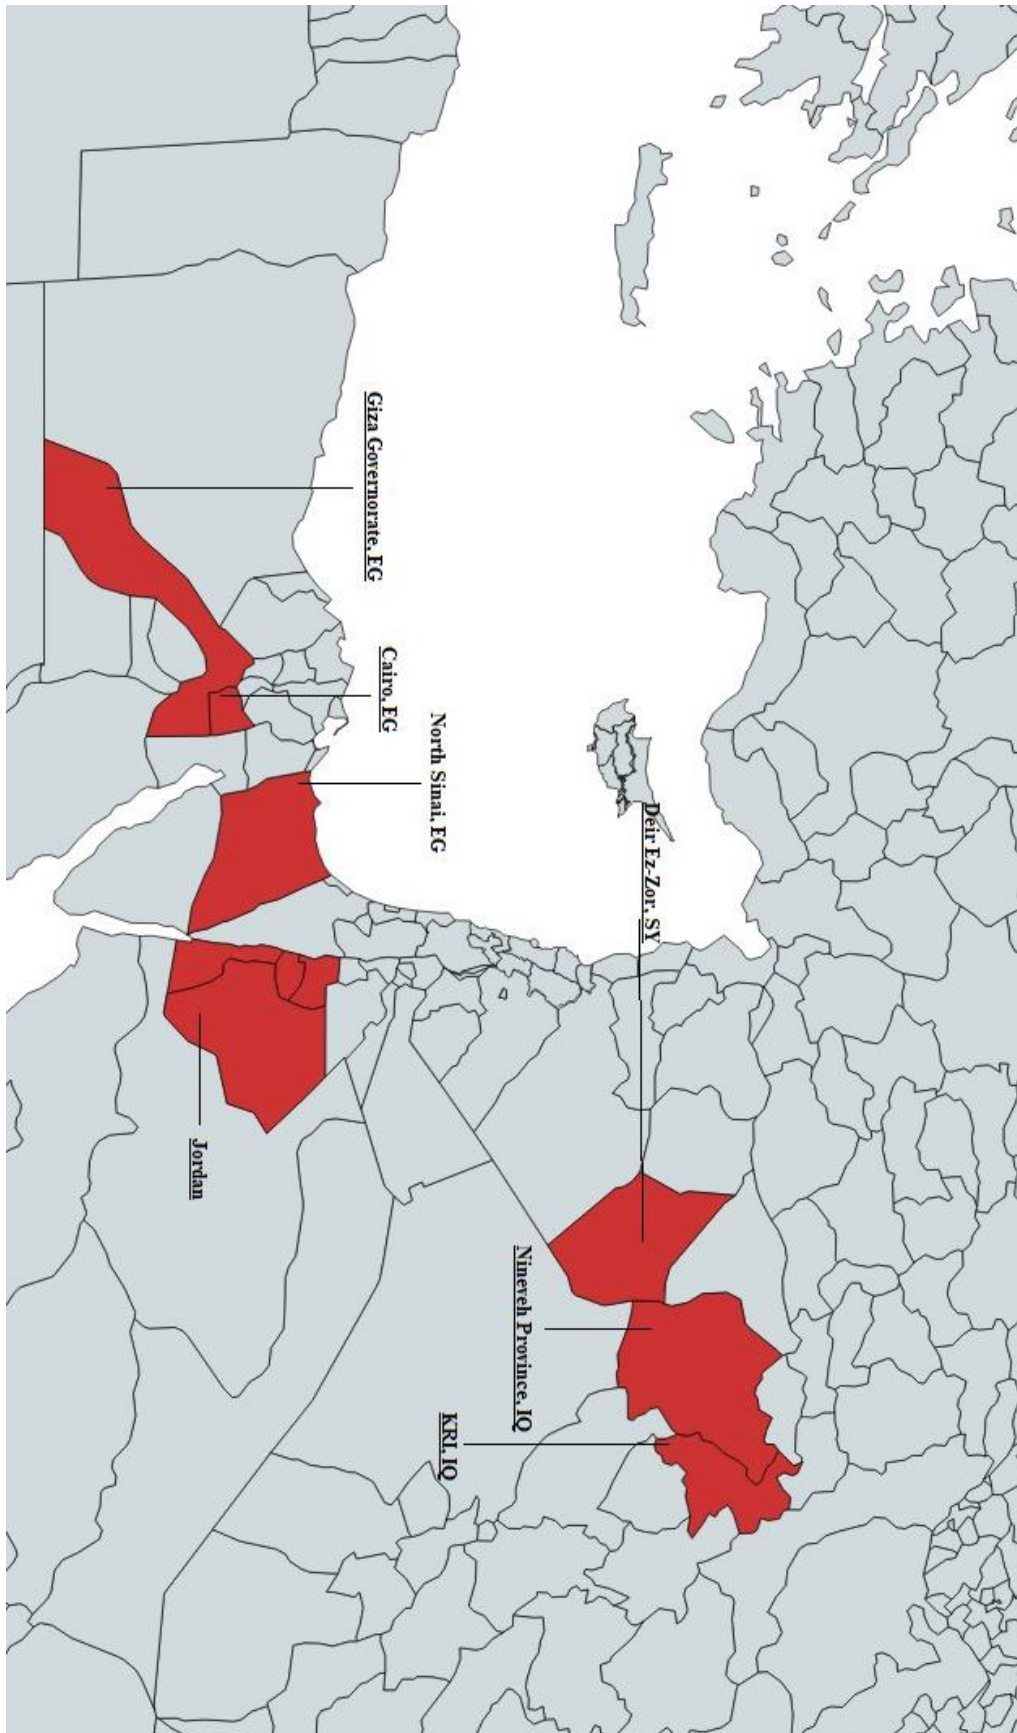 Deir Ez-Zor, SY
Nineveh Province, IQ
KRI, IQ
North Sinai, EG
Cairo, EG
Giza Governorate, EG
Jordan